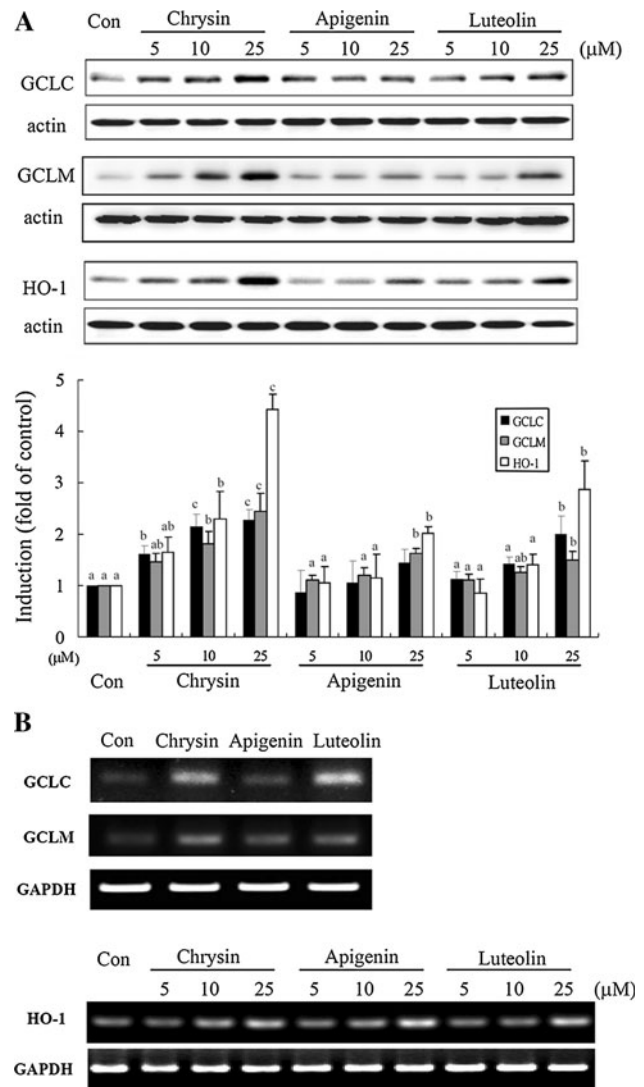 A
Con Chrysin Apigenin Luteolin
5 10 25 5 10 25 5 10 25 (μM)
GCLC
actin
GCLM
actin
HO-1
actin
Induction (fold of control)
5
4
3
2
1
0
GCLC
GCLM
HO-1
a a a b ab ab c b b c c c a a a a a b b a a a a ab a b b b
(μM) 5 10 25 5 10 25 5 10 25
Con Chrysin Apigenin Luteolin
B
Con Chrysin Apigenin Luteolin
GCLC
GCLM
GAPDH
Con Chrysin Apigenin Luteolin
5 10 25 5 10 25 5 10 25 (μM)
HO-1
GAPDH